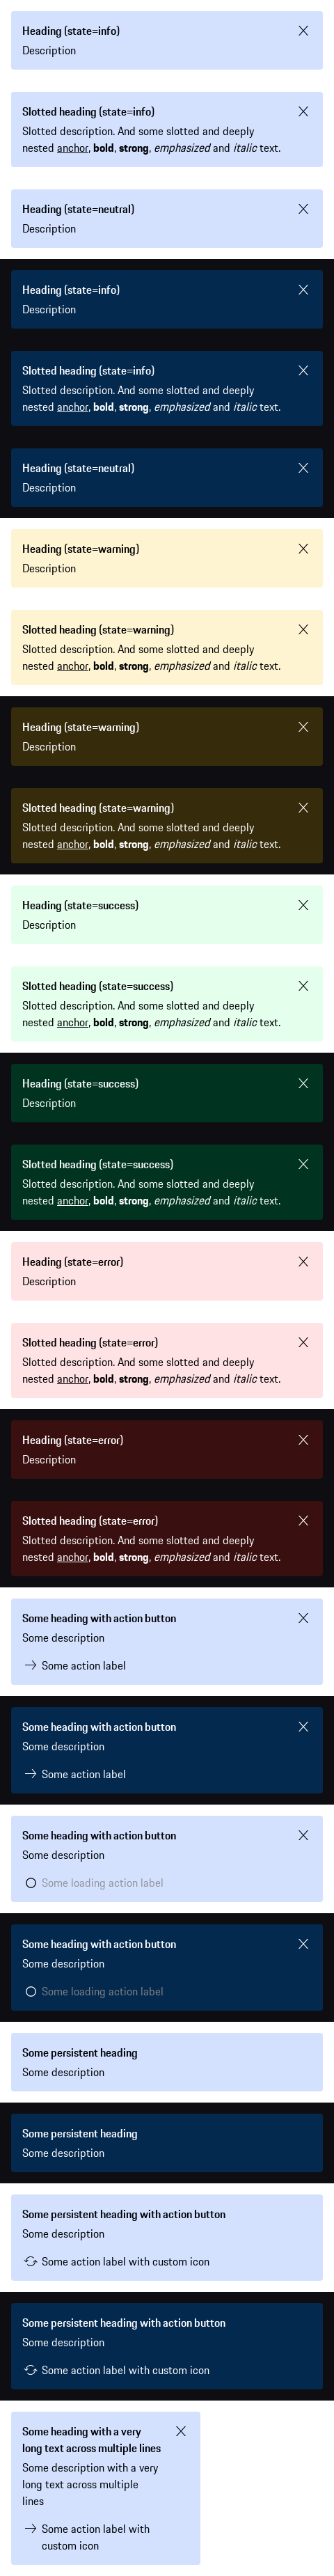 Heading (state=info)
Description
Slotted heading (state=info)
Slotted description. And some slotted and deeply
nested anchor, bold, strong, emphasized and italic text.
Heading (state=neutral)
Description
Heading (state=info)
Description
Slotted heading (state=info)
Slotted description. And some slotted and deeply
nested anchor, bold, strong, emphasized and italic text.
Heading (state=neutral)
Description
Heading (state=warning)
Description
Slotted heading (state=warning)
Slotted description. And some slotted and deeply
nested anchor, bold, strong, emphasized and italic text.
Heading (state=warning)
Description
Slotted heading (state=warning)
Slotted description. And some slotted and deeply
nested anchor, bold, strong, emphasized and italic text.
Heading (state=success)
Description
Slotted heading (state=success)
Slotted description. And some slotted and deeply
nested anchor, bold, strong, emphasized and italic text.
Heading (state=success)
Description
Slotted heading (state=success)
Slotted description. And some slotted and deeply
nested anchor, bold, strong, emphasized and italic text.
Heading (state=error)
Description
Slotted heading (state=error)
Slotted description. And some slotted and deeply
nested anchor, bold, strong, emphasized and italic text.
Heading (state=error)
Description
Slotted heading (state=error)
Slotted description. And some slotted and deeply
nested anchor, bold, strong, emphasized and italic text.
Some heading with action button
Some description
Some action label
Some heading with action button
Some description
Some action label
Some heading with action button
Some description
Some loading action label
Some heading with action button
Some description
Some loading action label
Some persistent heading
Some description
Some persistent heading
Some description
Some persistent heading with action button
Some description
Some action label with custom icon
Some persistent heading with action button
Some description
Some action label with custom icon
Some heading with a very
long text across multiple lines
Some description with a very
long text across multiple
lines
Some action label with
custom icon